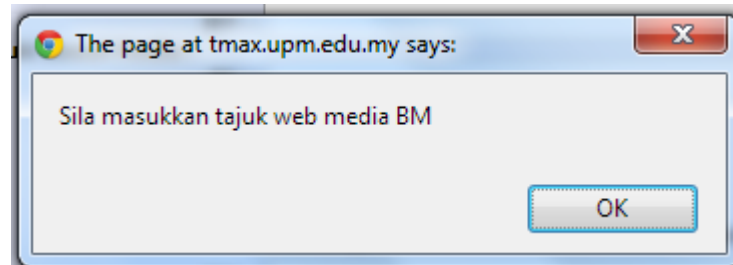 The page at tmax.upm.edu.my says:
Sila masukkan tajuk web media BM
OK